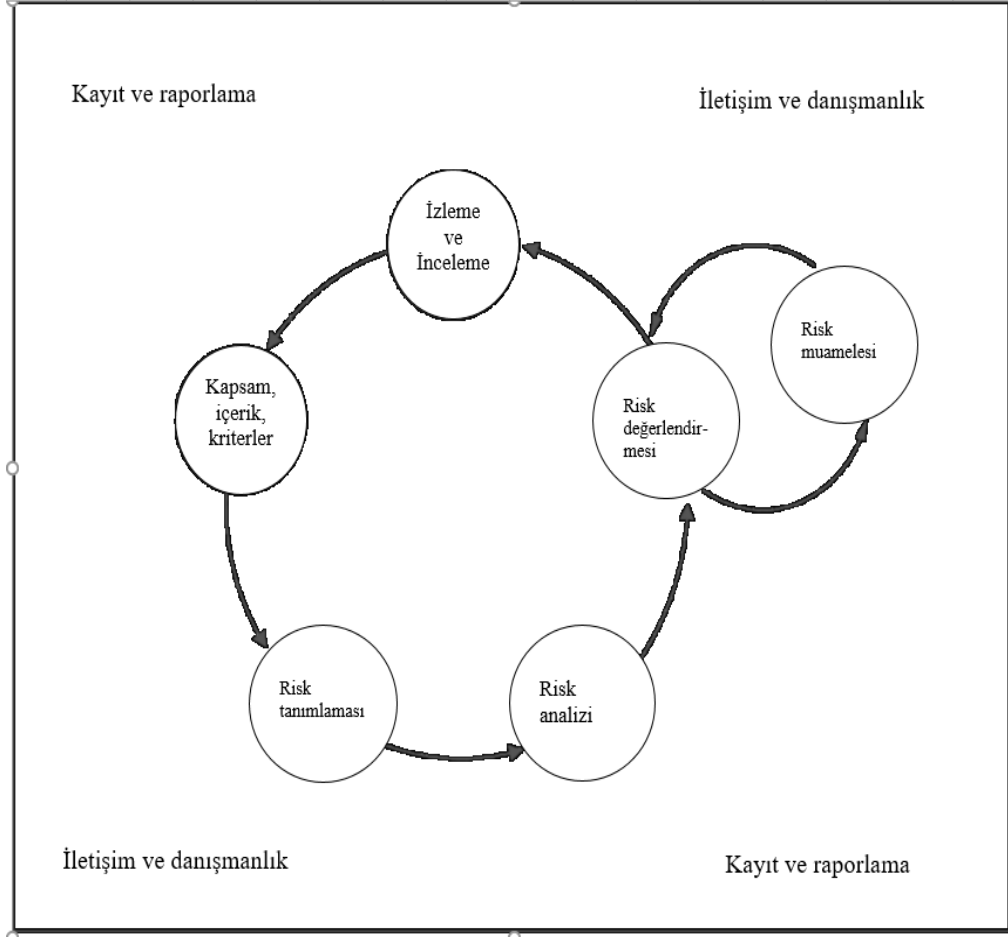 Kayıt ve raporlama
İletişim ve danışmanlık
İzleme
ve
İnceleme
Risk
muamelesi
Kapsam,
içerik,
kriterler
Risk
değerlendir-
mesi
Risk
tanımlaması
Risk
analizi
İletişim ve danışmanlık
Kayıt ve raporlama